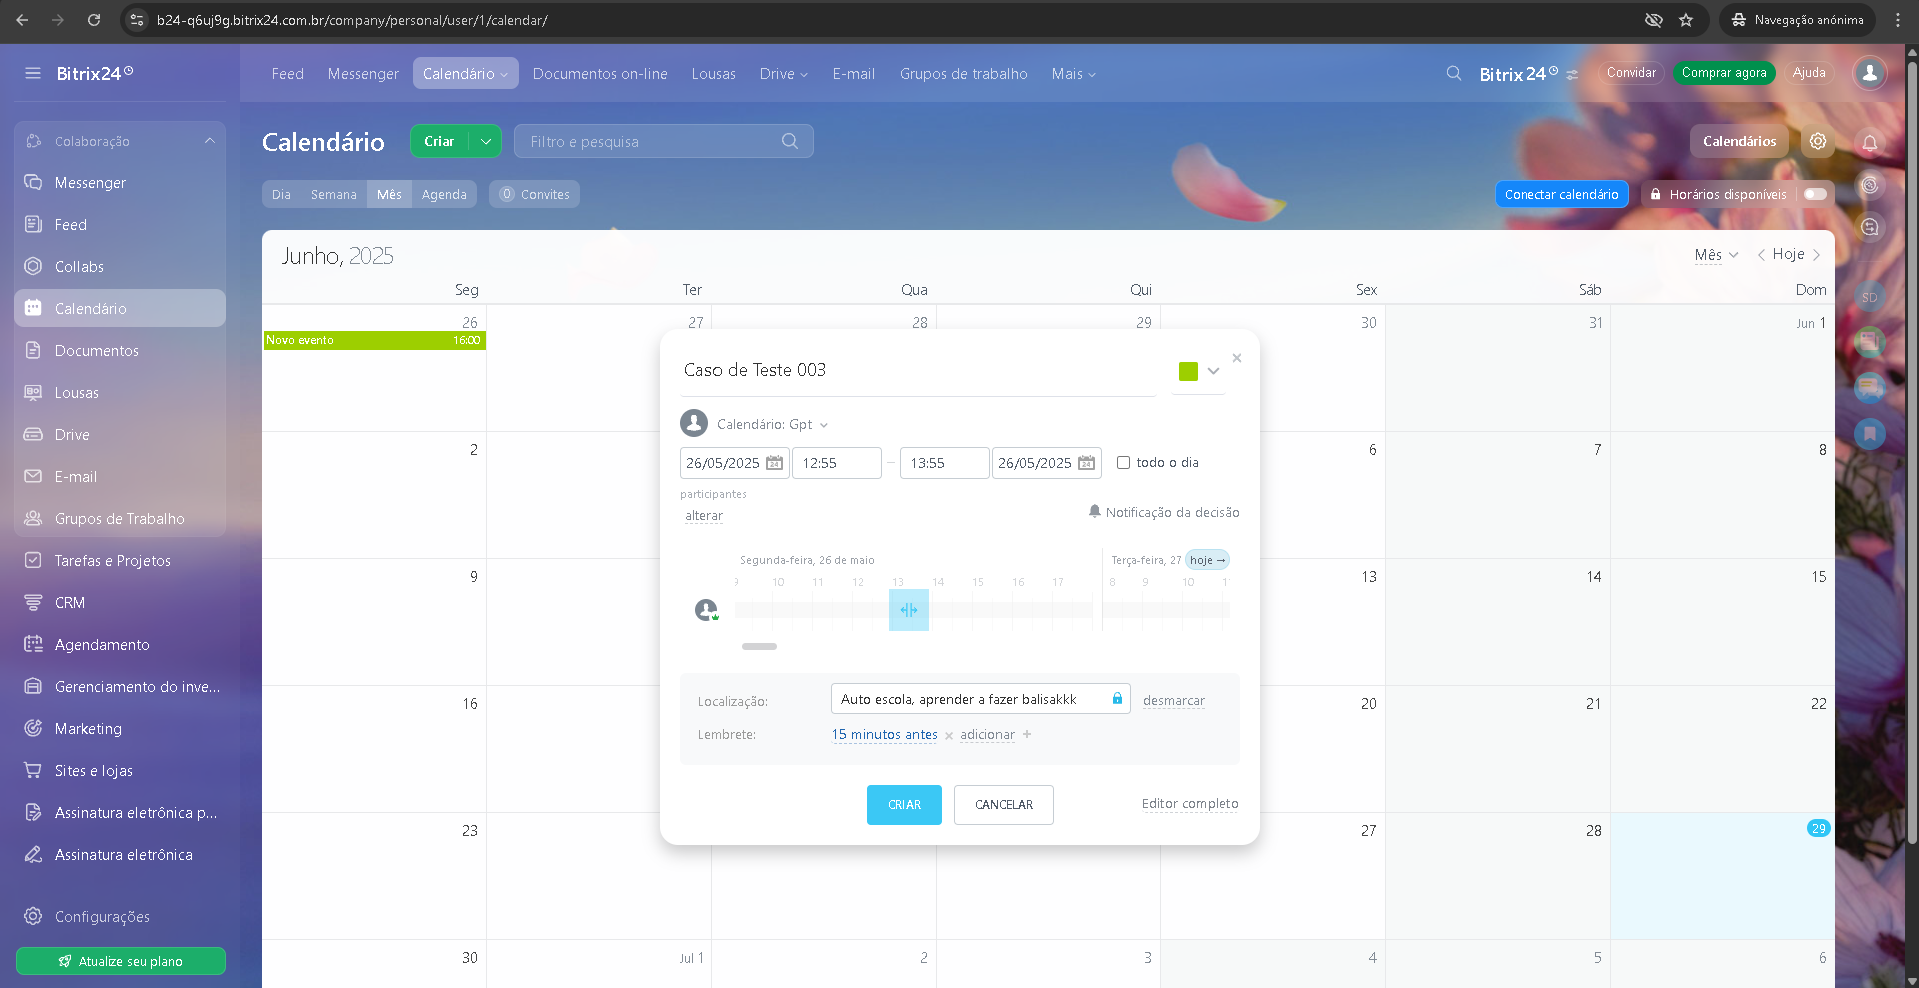 b24-q6uj9g.bitrix24.com.br/company/personal/user/1/calendar/
Navegação anônima
Bitrix24
Feed Messenger Calendário Documentos on-line Lousas Drive E-mail Grupos de trabalho Mais
Bitrix 24 Convidar Comprar agora Ajuda
Colaboração
Messenger
Feed
Collabs
Calendário
Documentos
Lousas
Drive
E-mail
Grupos de Trabalho
Tarefas e Projetos
CRM
Agendamento
Gerenciamento do inve...
Marketing
Sites e lojas
Assinatura eletrônica p...
Assinatura eletrônica
Configurações
Atualize seu plano
Calendário Criar Filtro e pesquisa Calendários
Dia Semana Mês Agenda 0 Convites Conectar calendário Horários disponíveis
Junho, 2025 Mês Hoje
Seg Ter Qua Qui Sex Sáb Dom
26 27 28 29 30 31 Jun 1
Novo evento 16:00
2 6 7 8
9 13 14 15
16 20 21 22
23 27 28 29
30 Jul 1 2 3 4 5 6
Caso de Teste 003
Calendário: Gpt
26/05/2025 24 12:55 – 13:55 26/05/2025 24 todo o dia
participantes
alterar
Notificação da decisão
Segunda-feira, 26 de maio Terça-feira, 27 hoje →
9 10 11 12 13 14 15 16 17 8 9 10
Localização: Auto escola, aprender a fazer balisakkk desmarcar
Lembrete: 15 minutos antes × adicionar +
CRIAR CANCELAR Editor completo
SD